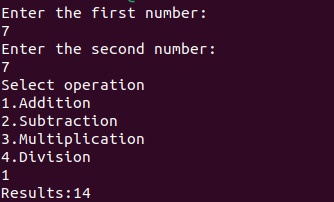 Enter the first number:
7
Enter the second number:
7
Select operation
1.Addition
2.Subtraction
3.Multiplication
4.Division
1
Results:14